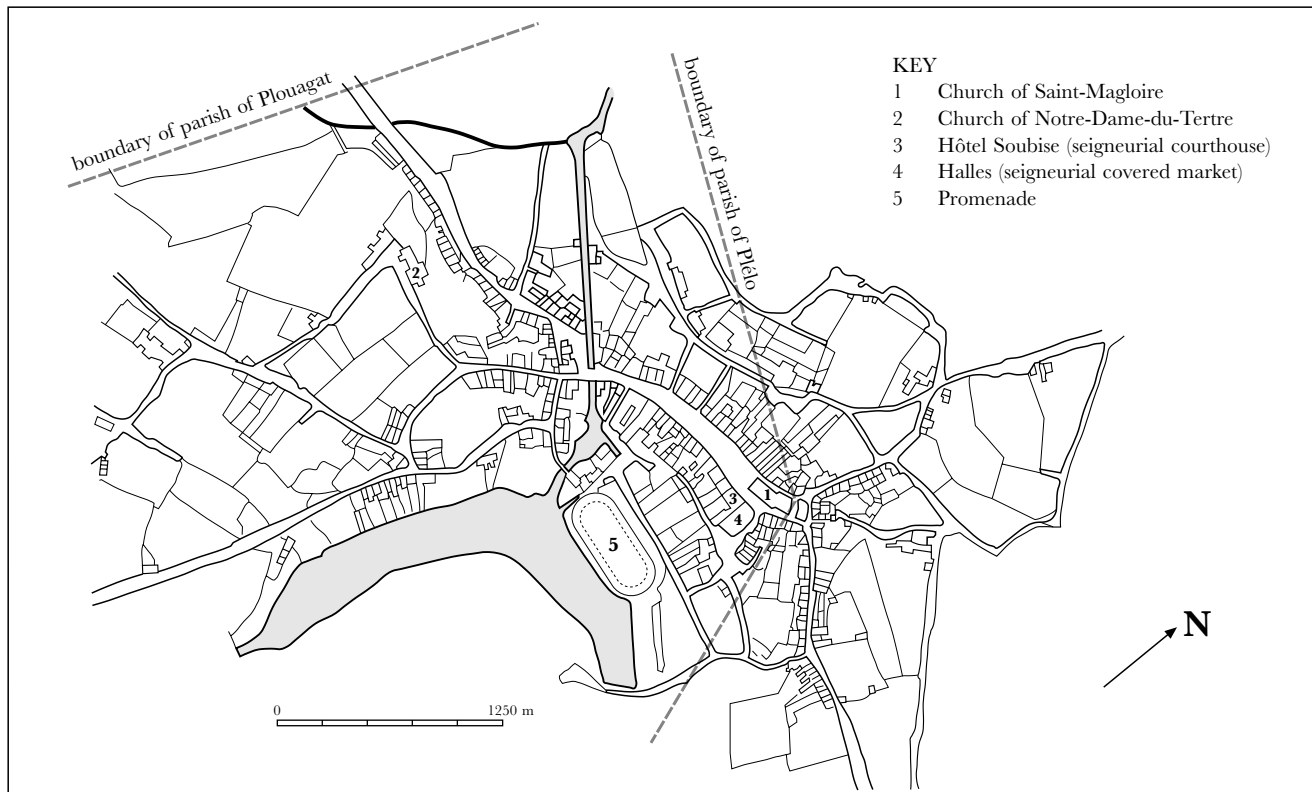 boundary of parish of Plouagat
boundary of parish of Plélo
KEY
1 Church of Saint-Magloire
2 Church of Notre-Dame-du-Tertre
3 Hôtel Soubise (seigneurial courthouse)
4 Halles (seigneurial covered market)
5 Promenade
2
3
1
4
5
N
0 1250 m